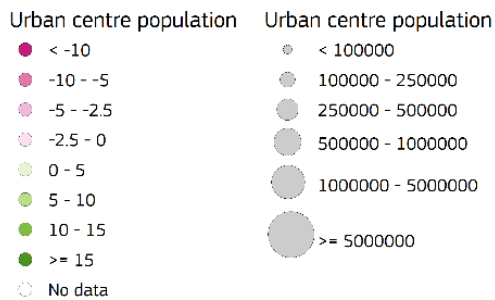 Urban centre population
< -10
-10 - -5
-5 - -2.5
-2.5 - 0
0 - 5
5 - 10
10 - 15
>= 15
No data
Urban centre population
< 100000
100000 - 250000
250000 - 500000
500000 - 1000000
1000000 - 5000000
>= 5000000